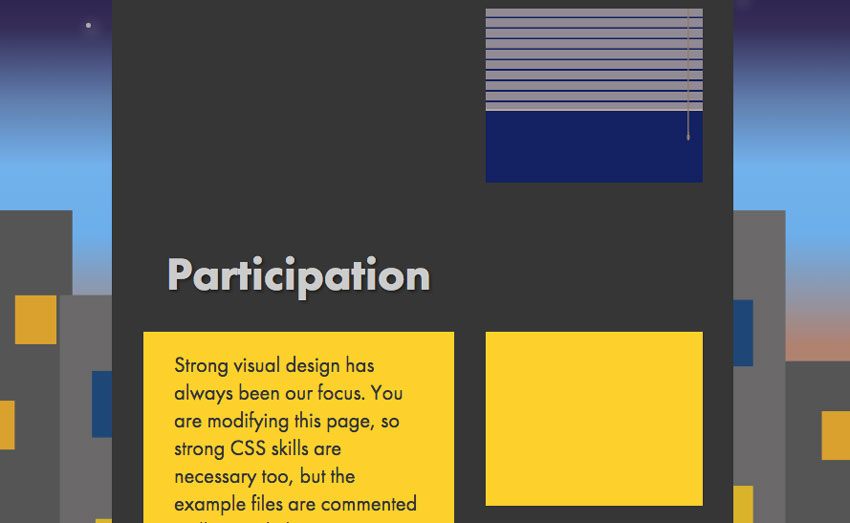 Participation
Strong visual design has
always been our focus. You
are modifying this page, so
strong CSS skills are
necessary too, but the
example files are commented